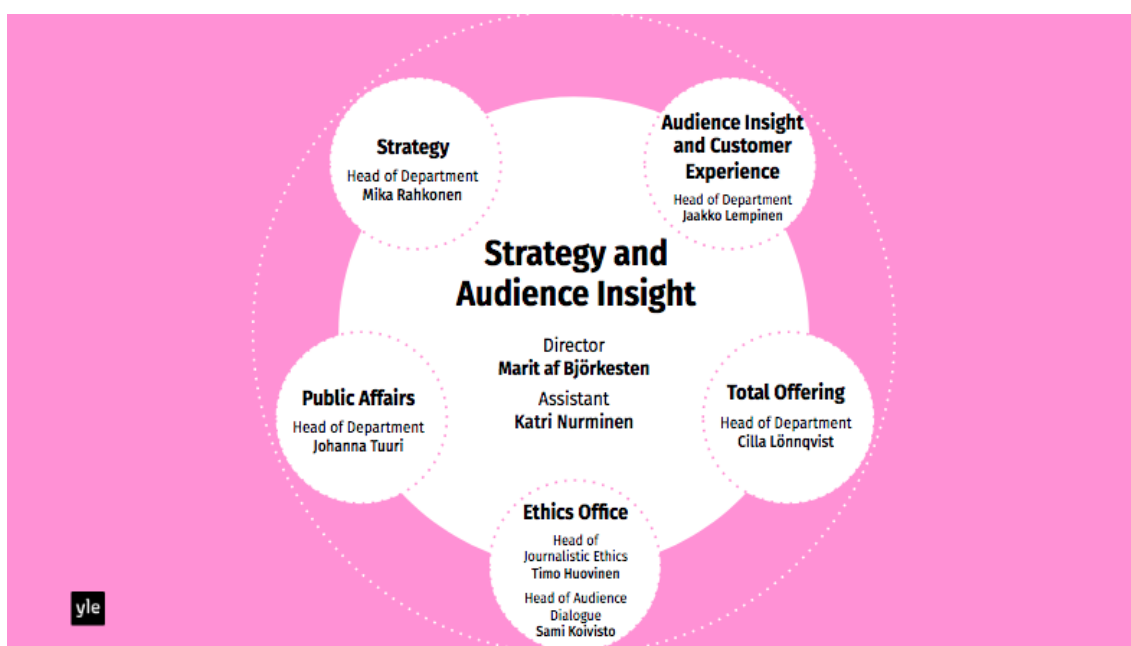 Strategy
Head of Department
Mika Rahkonen
Audience Insight
and Customer
Experience
Head of Department
Jaakko Lempinen
Strategy and
Audience Insight
Director
Marit af Björkesten
Assistant
Katri Nurminen
Public Affairs
Head of Department
Johanna Tuuri
Total Offering
Head of Department
Cilla Lönnqvist
Ethics Office
Head of
Journalistic Ethics
Timo Huovinen
Head of Audience
Dialogue
Sami Koivisto
yle